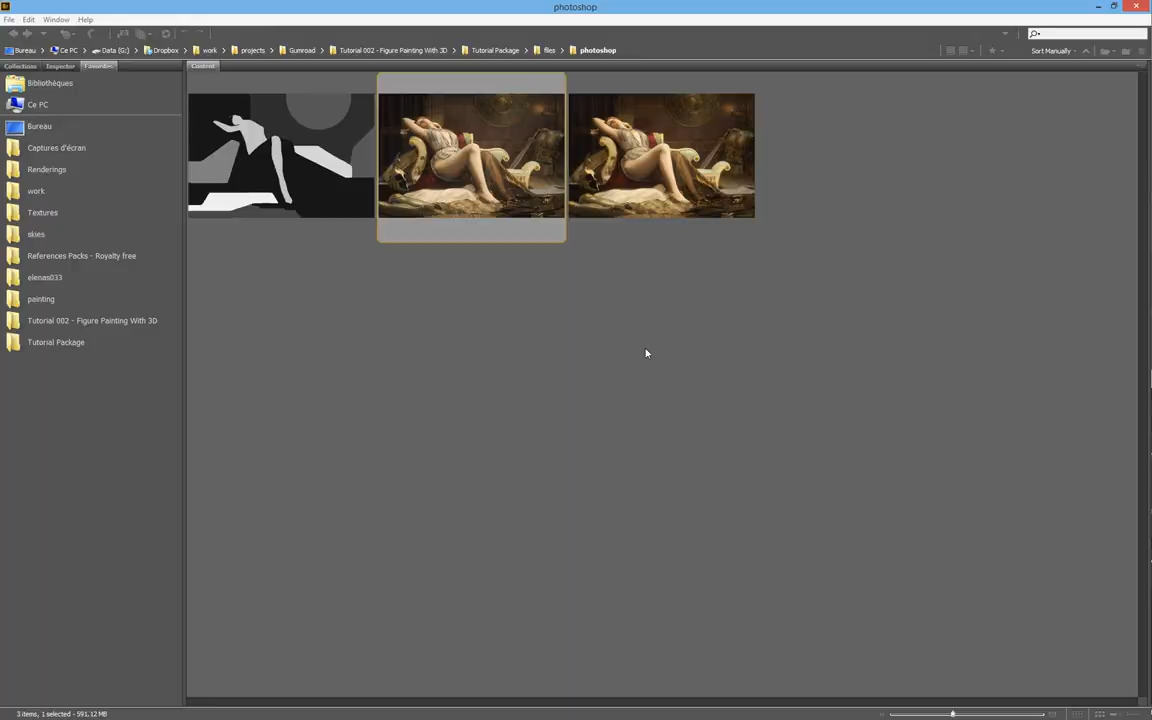 Br
photoshop
File Edit Window Help
Bureau Ce PC Data (G:) Dropbox work projects Gumroad Tutorial 002 - Figure Painting With 3D Tutorial Package files photoshop
Sort Manually
Collections Inspector Favorites
Content
Bibliothèques
Ce PC
Bureau
Captures d'écran
Renderings
work
Textures
skies
References Packs - Royalty free
elenas033
painting
Tutorial 002 - Figure Painting With 3D
Tutorial Package
3 items, 1 selected - 591,12 MB